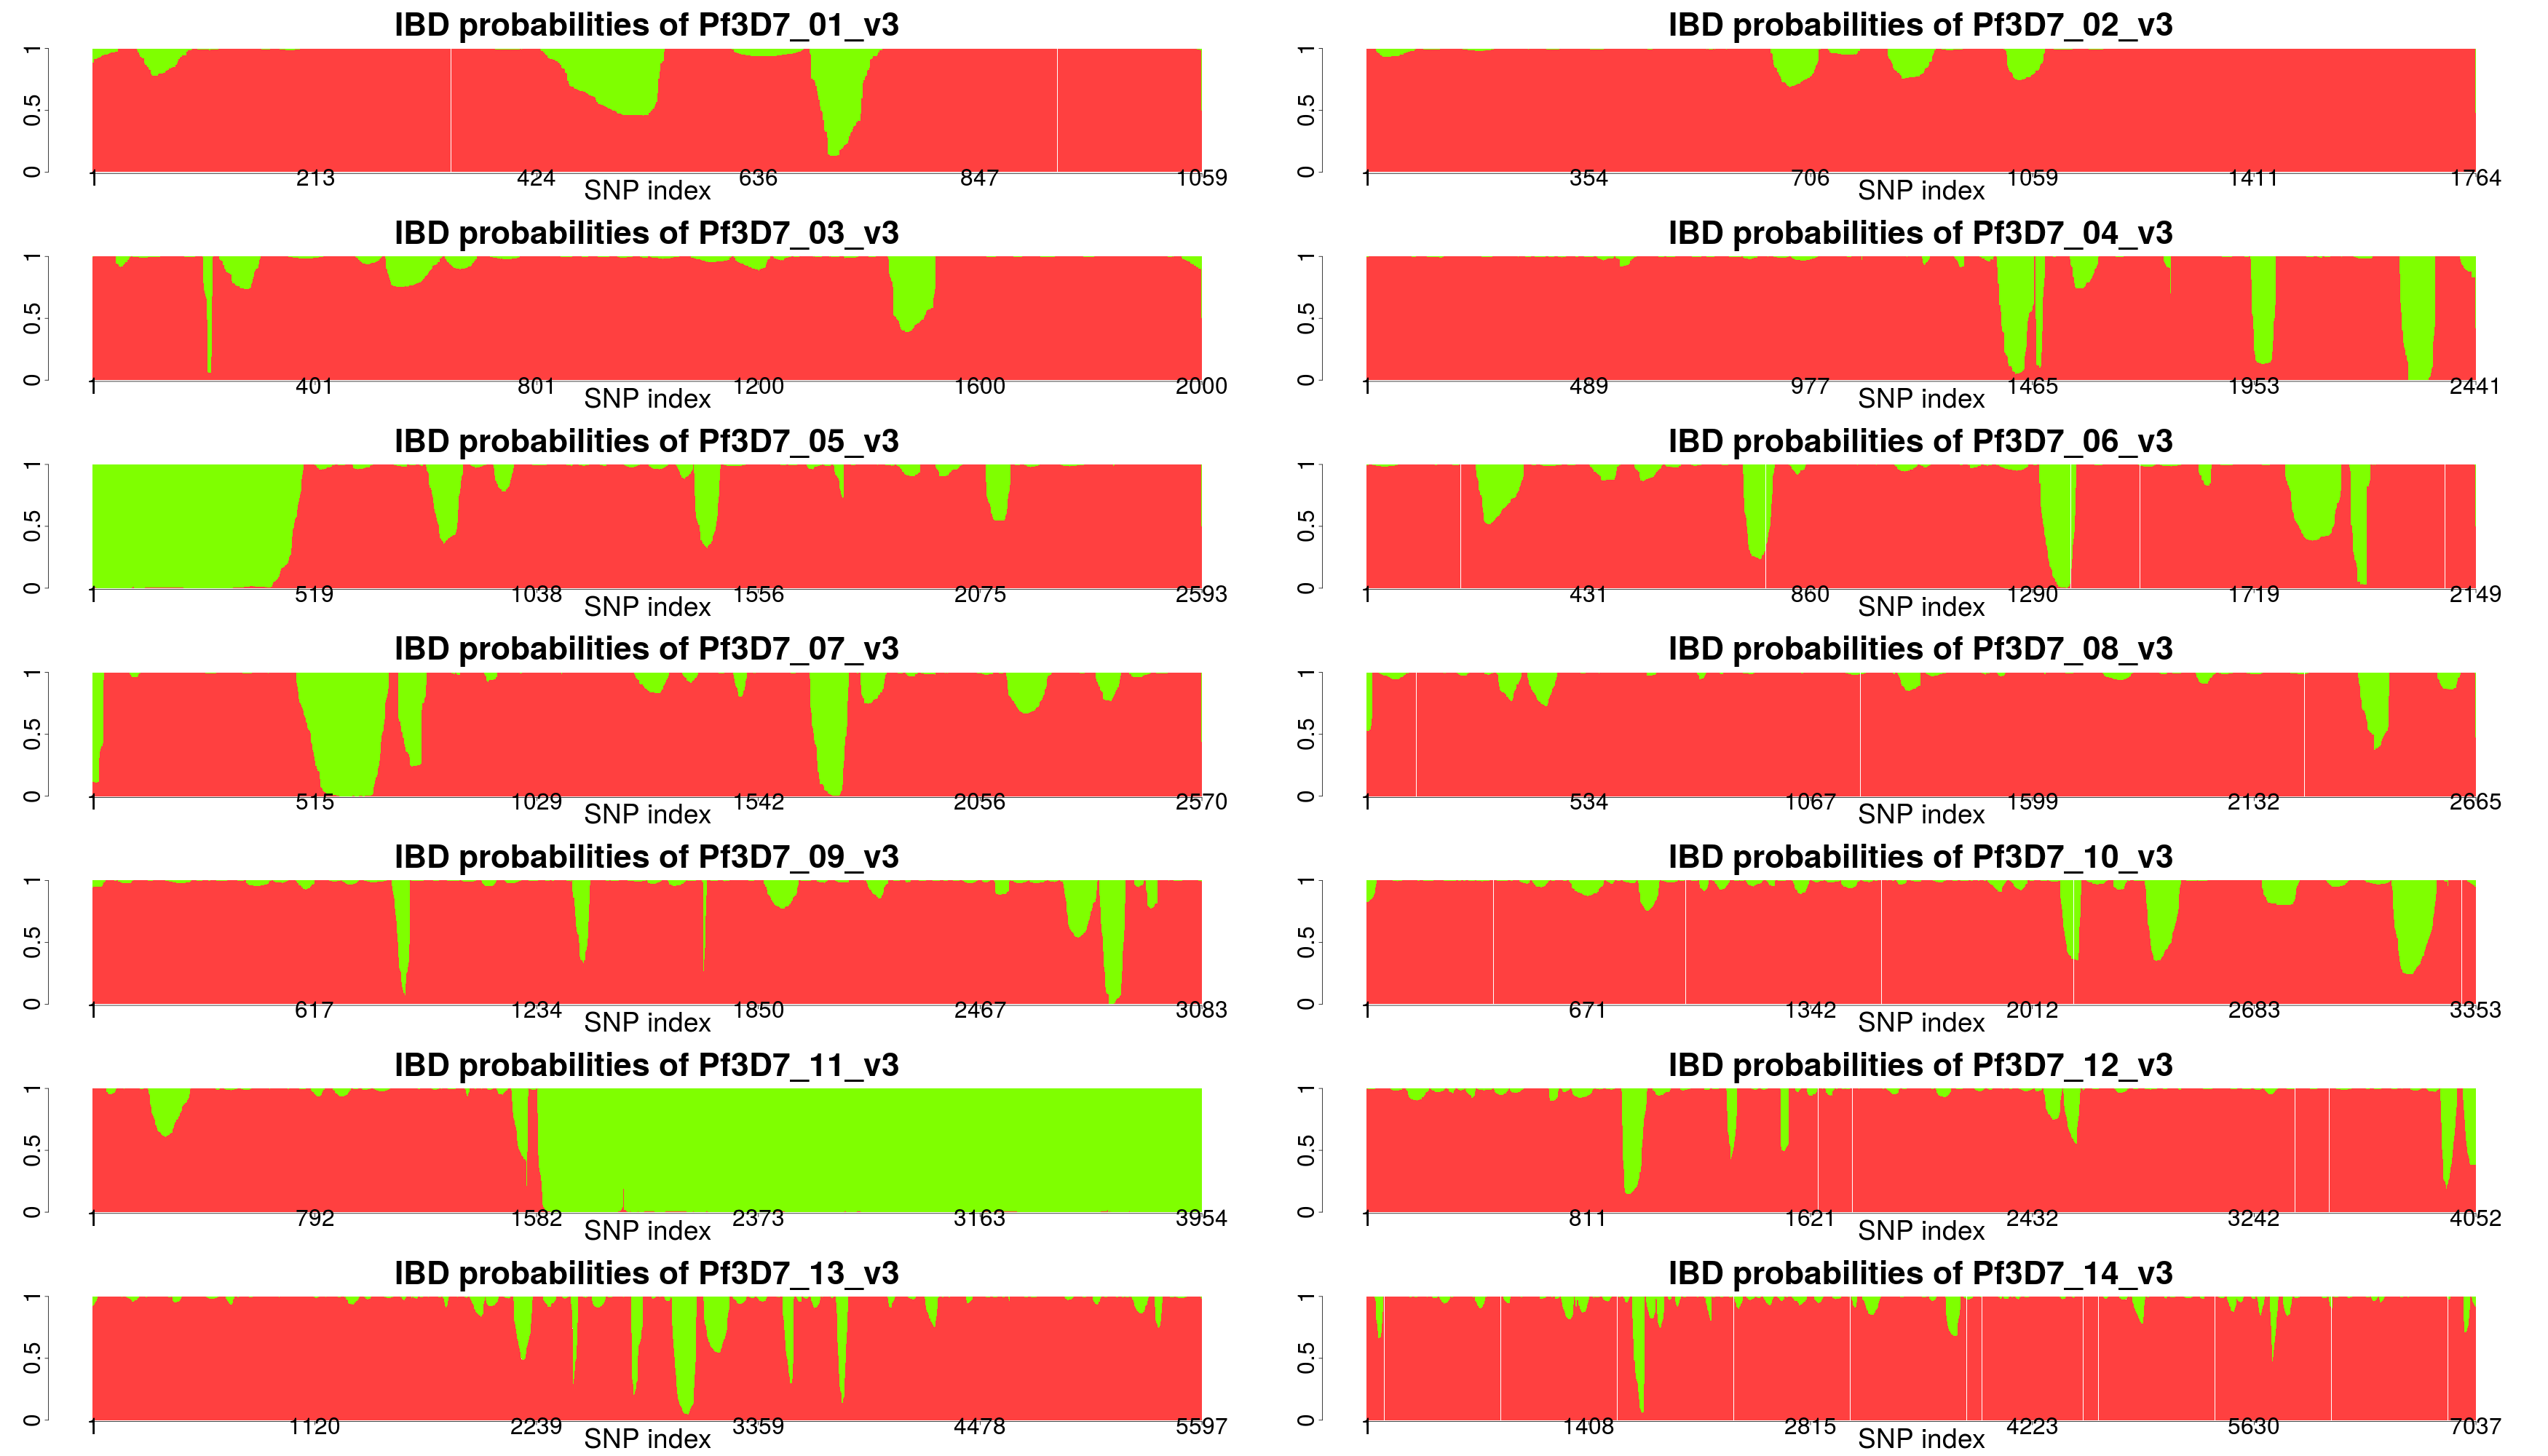 IBD probabilities of Pf3D7_01_v3
0 0.5 1
1 213 424 636 847 1059
SNP index
IBD probabilities of Pf3D7_02_v3
0 0.5 1
1 354 706 1059 1411 1764
SNP index
IBD probabilities of Pf3D7_03_v3
0 0.5 1
1 401 801 1200 1600 2000
SNP index
IBD probabilities of Pf3D7_04_v3
0 0.5 1
1 489 977 1465 1953 2441
SNP index
IBD probabilities of Pf3D7_05_v3
0 0.5 1
1 519 1038 1556 2075 2593
SNP index
IBD probabilities of Pf3D7_06_v3
0 0.5 1
1 431 860 1290 1719 2149
SNP index
IBD probabilities of Pf3D7_07_v3
0 0.5 1
1 515 1029 1542 2056 2570
SNP index
IBD probabilities of Pf3D7_08_v3
0 0.5 1
1 534 1067 1599 2132 2665
SNP index
IBD probabilities of Pf3D7_09_v3
0 0.5 1
1 617 1234 1850 2467 3083
SNP index
IBD probabilities of Pf3D7_10_v3
0 0.5 1
1 671 1342 2012 2683 3353
SNP index
IBD probabilities of Pf3D7_11_v3
0 0.5 1
1 792 1582 2373 3163 3954
SNP index
IBD probabilities of Pf3D7_12_v3
0 0.5 1
1 811 1621 2432 3242 4052
SNP index
IBD probabilities of Pf3D7_13_v3
0 0.5 1
1 1120 2239 3359 4478 5597
SNP index
IBD probabilities of Pf3D7_14_v3
0 0.5 1
1 1408 2815 4223 5630 7037
SNP index